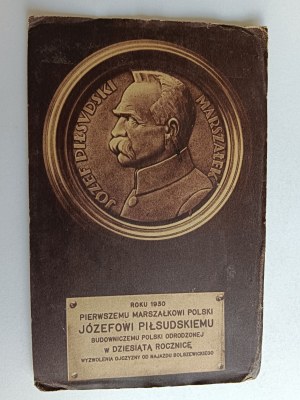 JÓZEF PIŁSUDSKI MARSZAŁEK
ROKU 1930
PIERWSZEMU MARSZAŁKOWI POLSKI
JÓZEFOWI PIŁSUDSKIEMU
BUDOWNICZEMU POLSKI ODRODZONEJ
W DZIESIĄTĄ ROCZNICĘ
WYZWOLENIA OJCZYZNY OD NAJAZDU BOLSZEWICKIEGO